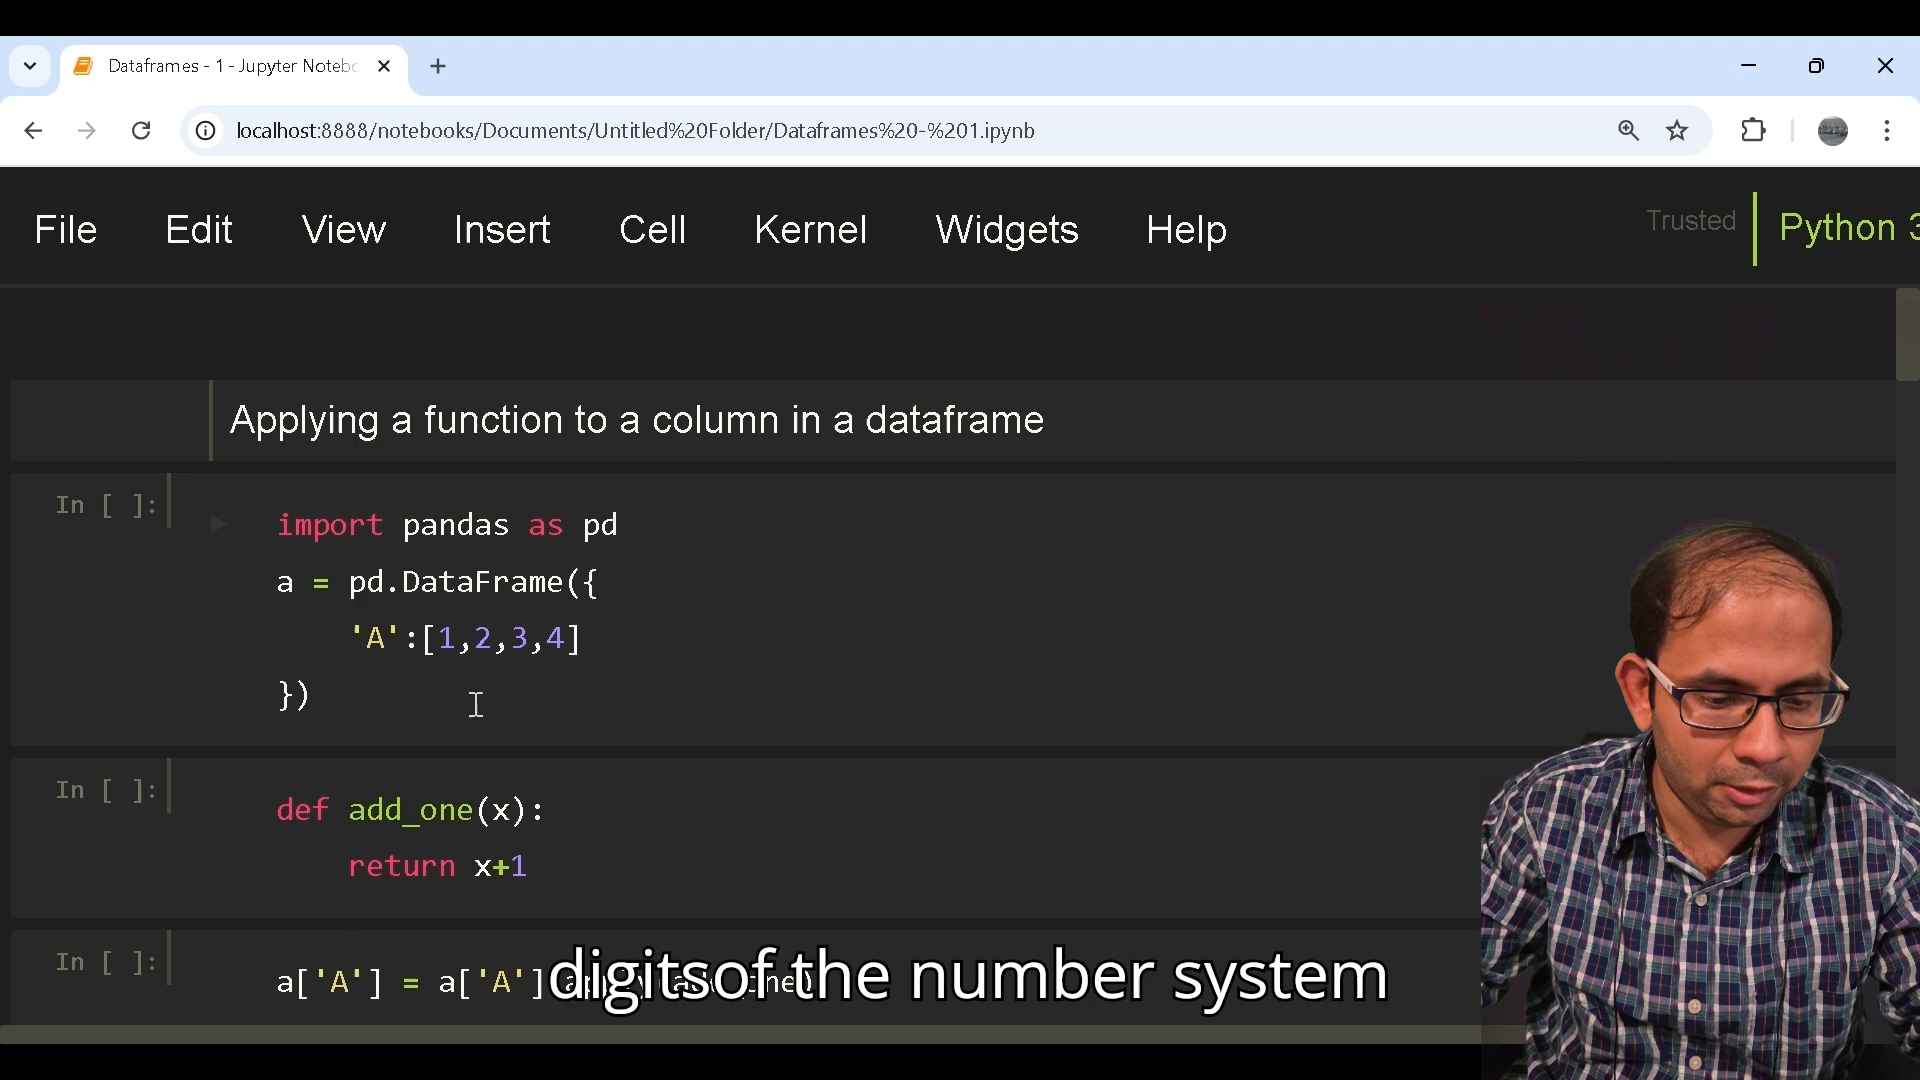 Dataframes - 1 - Jupyter Notebo
localhost:8888/notebooks/Documents/Untitled%20Folder/Dataframes%20-%201.ipynb
File Edit View Insert Cell Kernel Widgets Help Trusted Python 3
Applying a function to a column in a dataframe
In [ ]:
import pandas as pd
a = pd.DataFrame({
'A':[1,2,3,4]
})
In [ ]:
def add_one(x):
return x+1
In [ ]:
a['A'] = a['A']
digitsof the number system